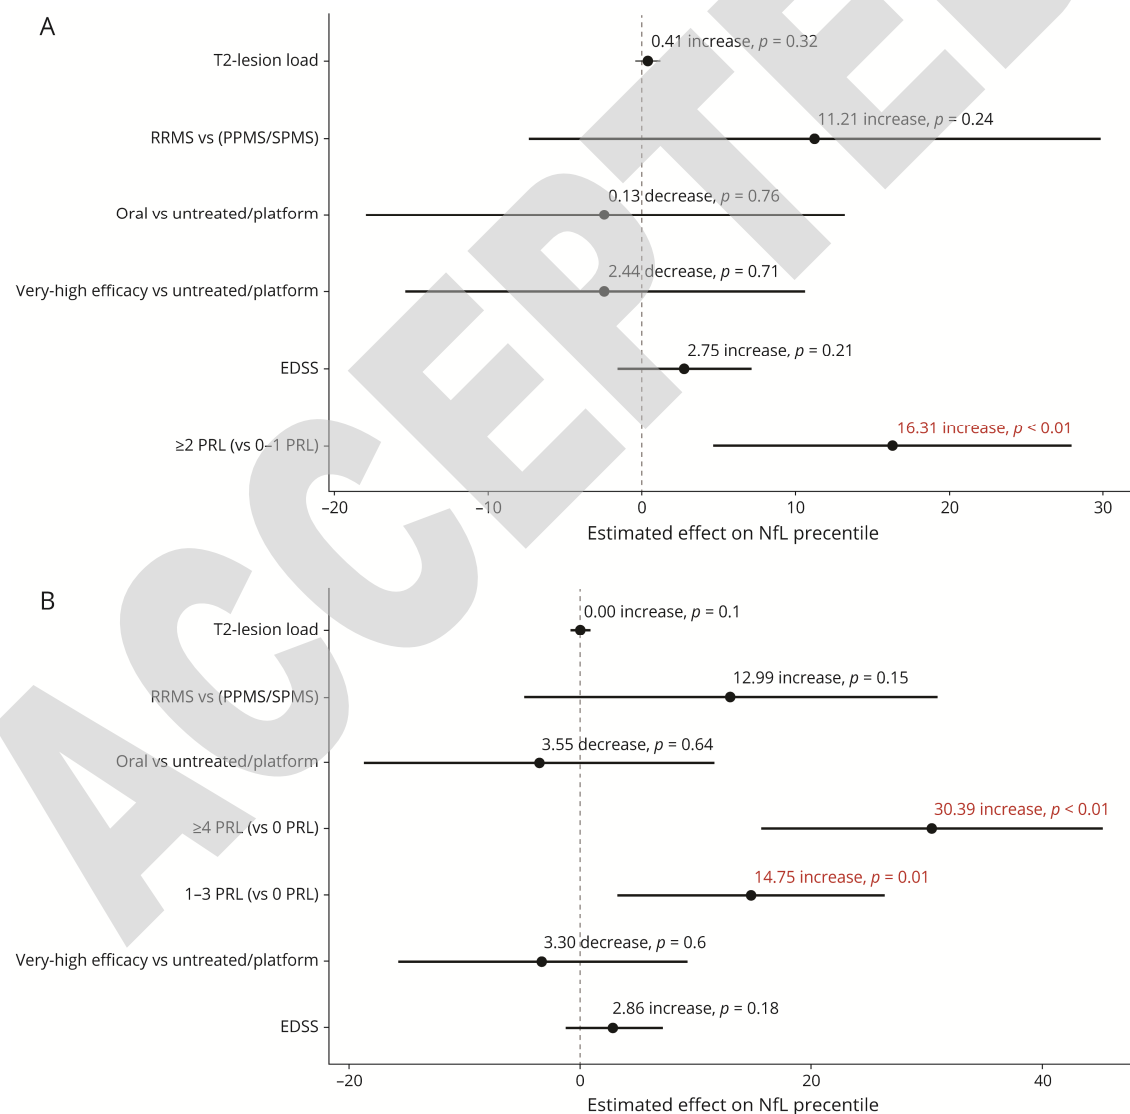 A
T2-lesion load
0.41 increase, p = 0.32
RRMS vs (PPMS/SPMS)
11.21 increase, p = 0.24
Oral vs untreated/platform
0.13 decrease, p = 0.76
Very-high efficacy vs untreated/platform
2.44 decrease, p = 0.71
EDSS
2.75 increase, p = 0.21
≥2 PRL (vs 0–1 PRL)
16.31 increase, p < 0.01
–20 –10 0 10 20 30
Estimated effect on NfL precentile
B
T2-lesion load
0.00 increase, p = 0.1
RRMS vs (PPMS/SPMS)
12.99 increase, p = 0.15
Oral vs untreated/platform
3.55 decrease, p = 0.64
≥4 PRL (vs 0 PRL)
30.39 increase, p < 0.01
1–3 PRL (vs 0 PRL)
14.75 increase, p = 0.01
Very-high efficacy vs untreated/platform
3.30 decrease, p = 0.6
EDSS
2.86 increase, p = 0.18
–20 0 20 40
Estimated effect on NfL precentile
ACCEPTED